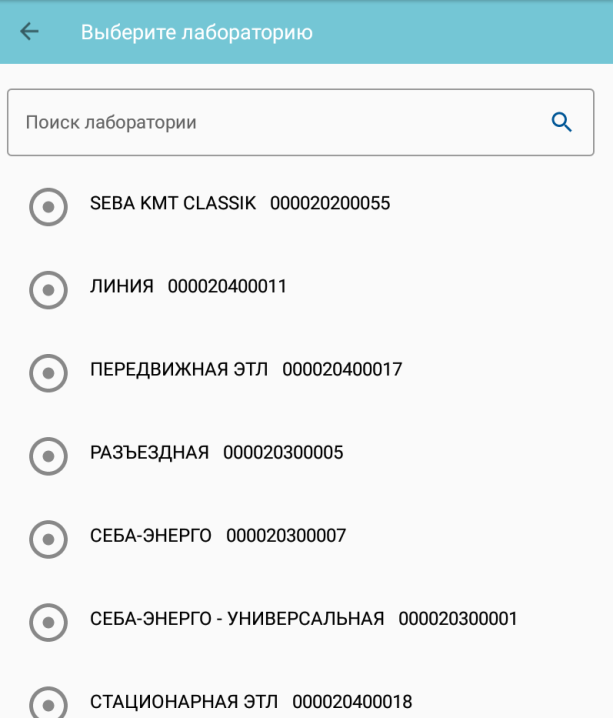 Выберите лабораторию
Поиск лаборатории
SEBA KMT CLASSIK 000020200055
ЛИНИЯ 000020400011
ПЕРЕДВИЖНАЯ ЭТЛ 000020400017
РАЗЪЕЗДНАЯ 000020300005
СЕБА-ЭНЕРГО 000020300007
СЕБА-ЭНЕРГО - УНИВЕРСАЛЬНАЯ 000020300001
СТАЦИОНАРНАЯ ЭТЛ 000020400018